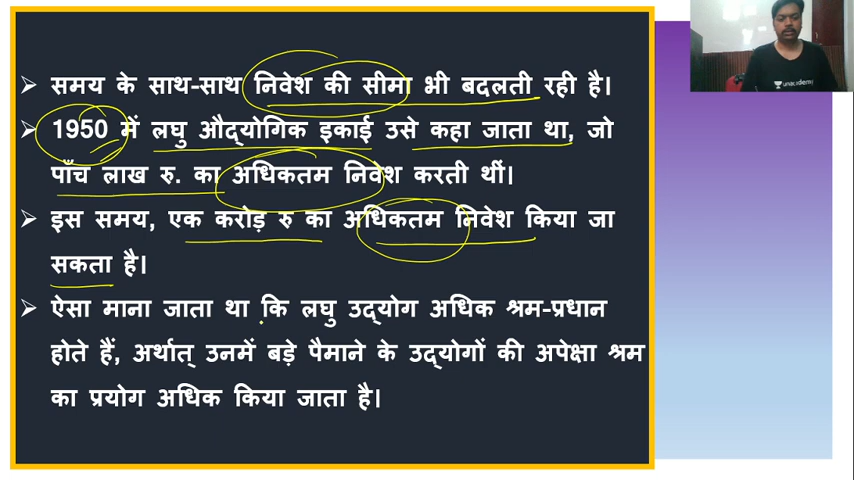 ➢ समय के साथ-साथ निवेश की सीमा भी बदलती रही है।
➢ 1950 में लघु औद्योगिक इकाई उसे कहा जाता था, जो
पाँच लाख रु. का अधिकतम निवेश करती थीं।
➢ इस समय, एक करोड़ रु का अधिकतम निवेश किया जा
सकता है।
➢ ऐसा माना जाता था कि लघु उद्योग अधिक श्रम-प्रधान
होते हैं, अर्थात् उनमें बड़े पैमाने के उद्योगों की अपेक्षा श्रम
का प्रयोग अधिक किया जाता है।
unacademy